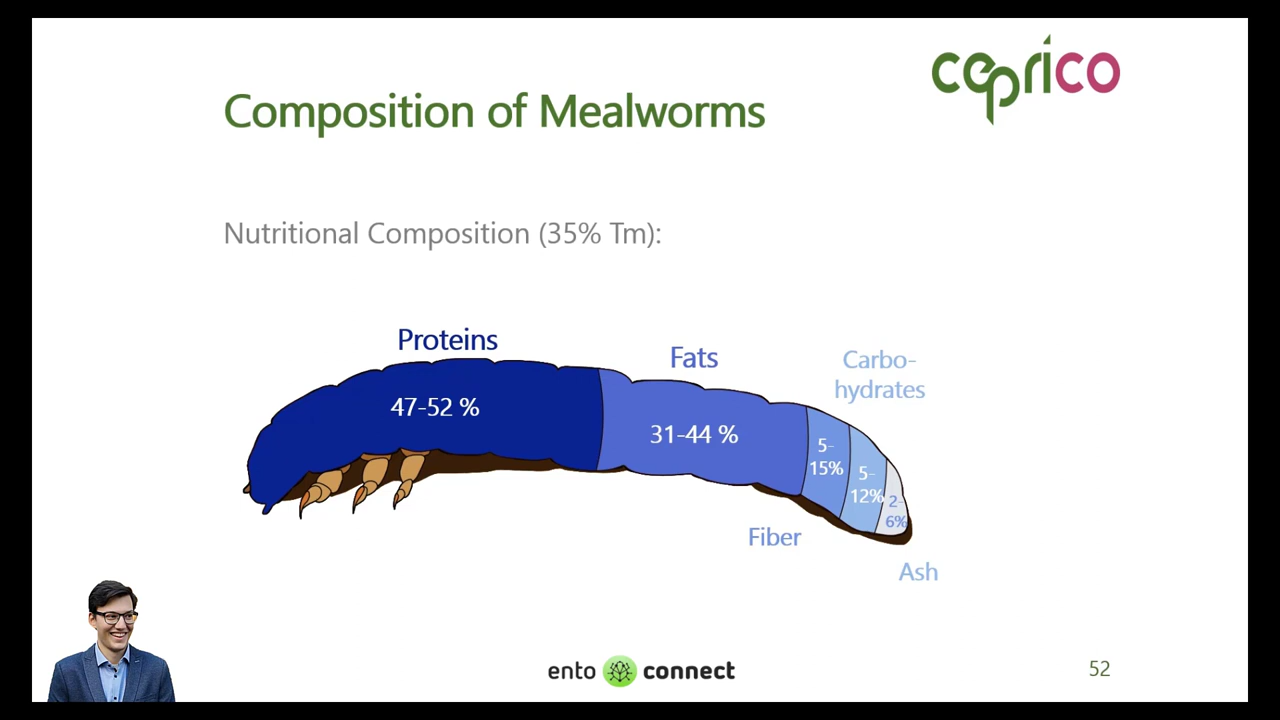 ceprico
Composition of Mealworms
Nutritional Composition (35% Tm):
Proteins
Fats
Carbo-
hydrates
47-52 %
31-44 %
5-
15%
5-
12%
2-
6%
Fiber
Ash
ento connect
52